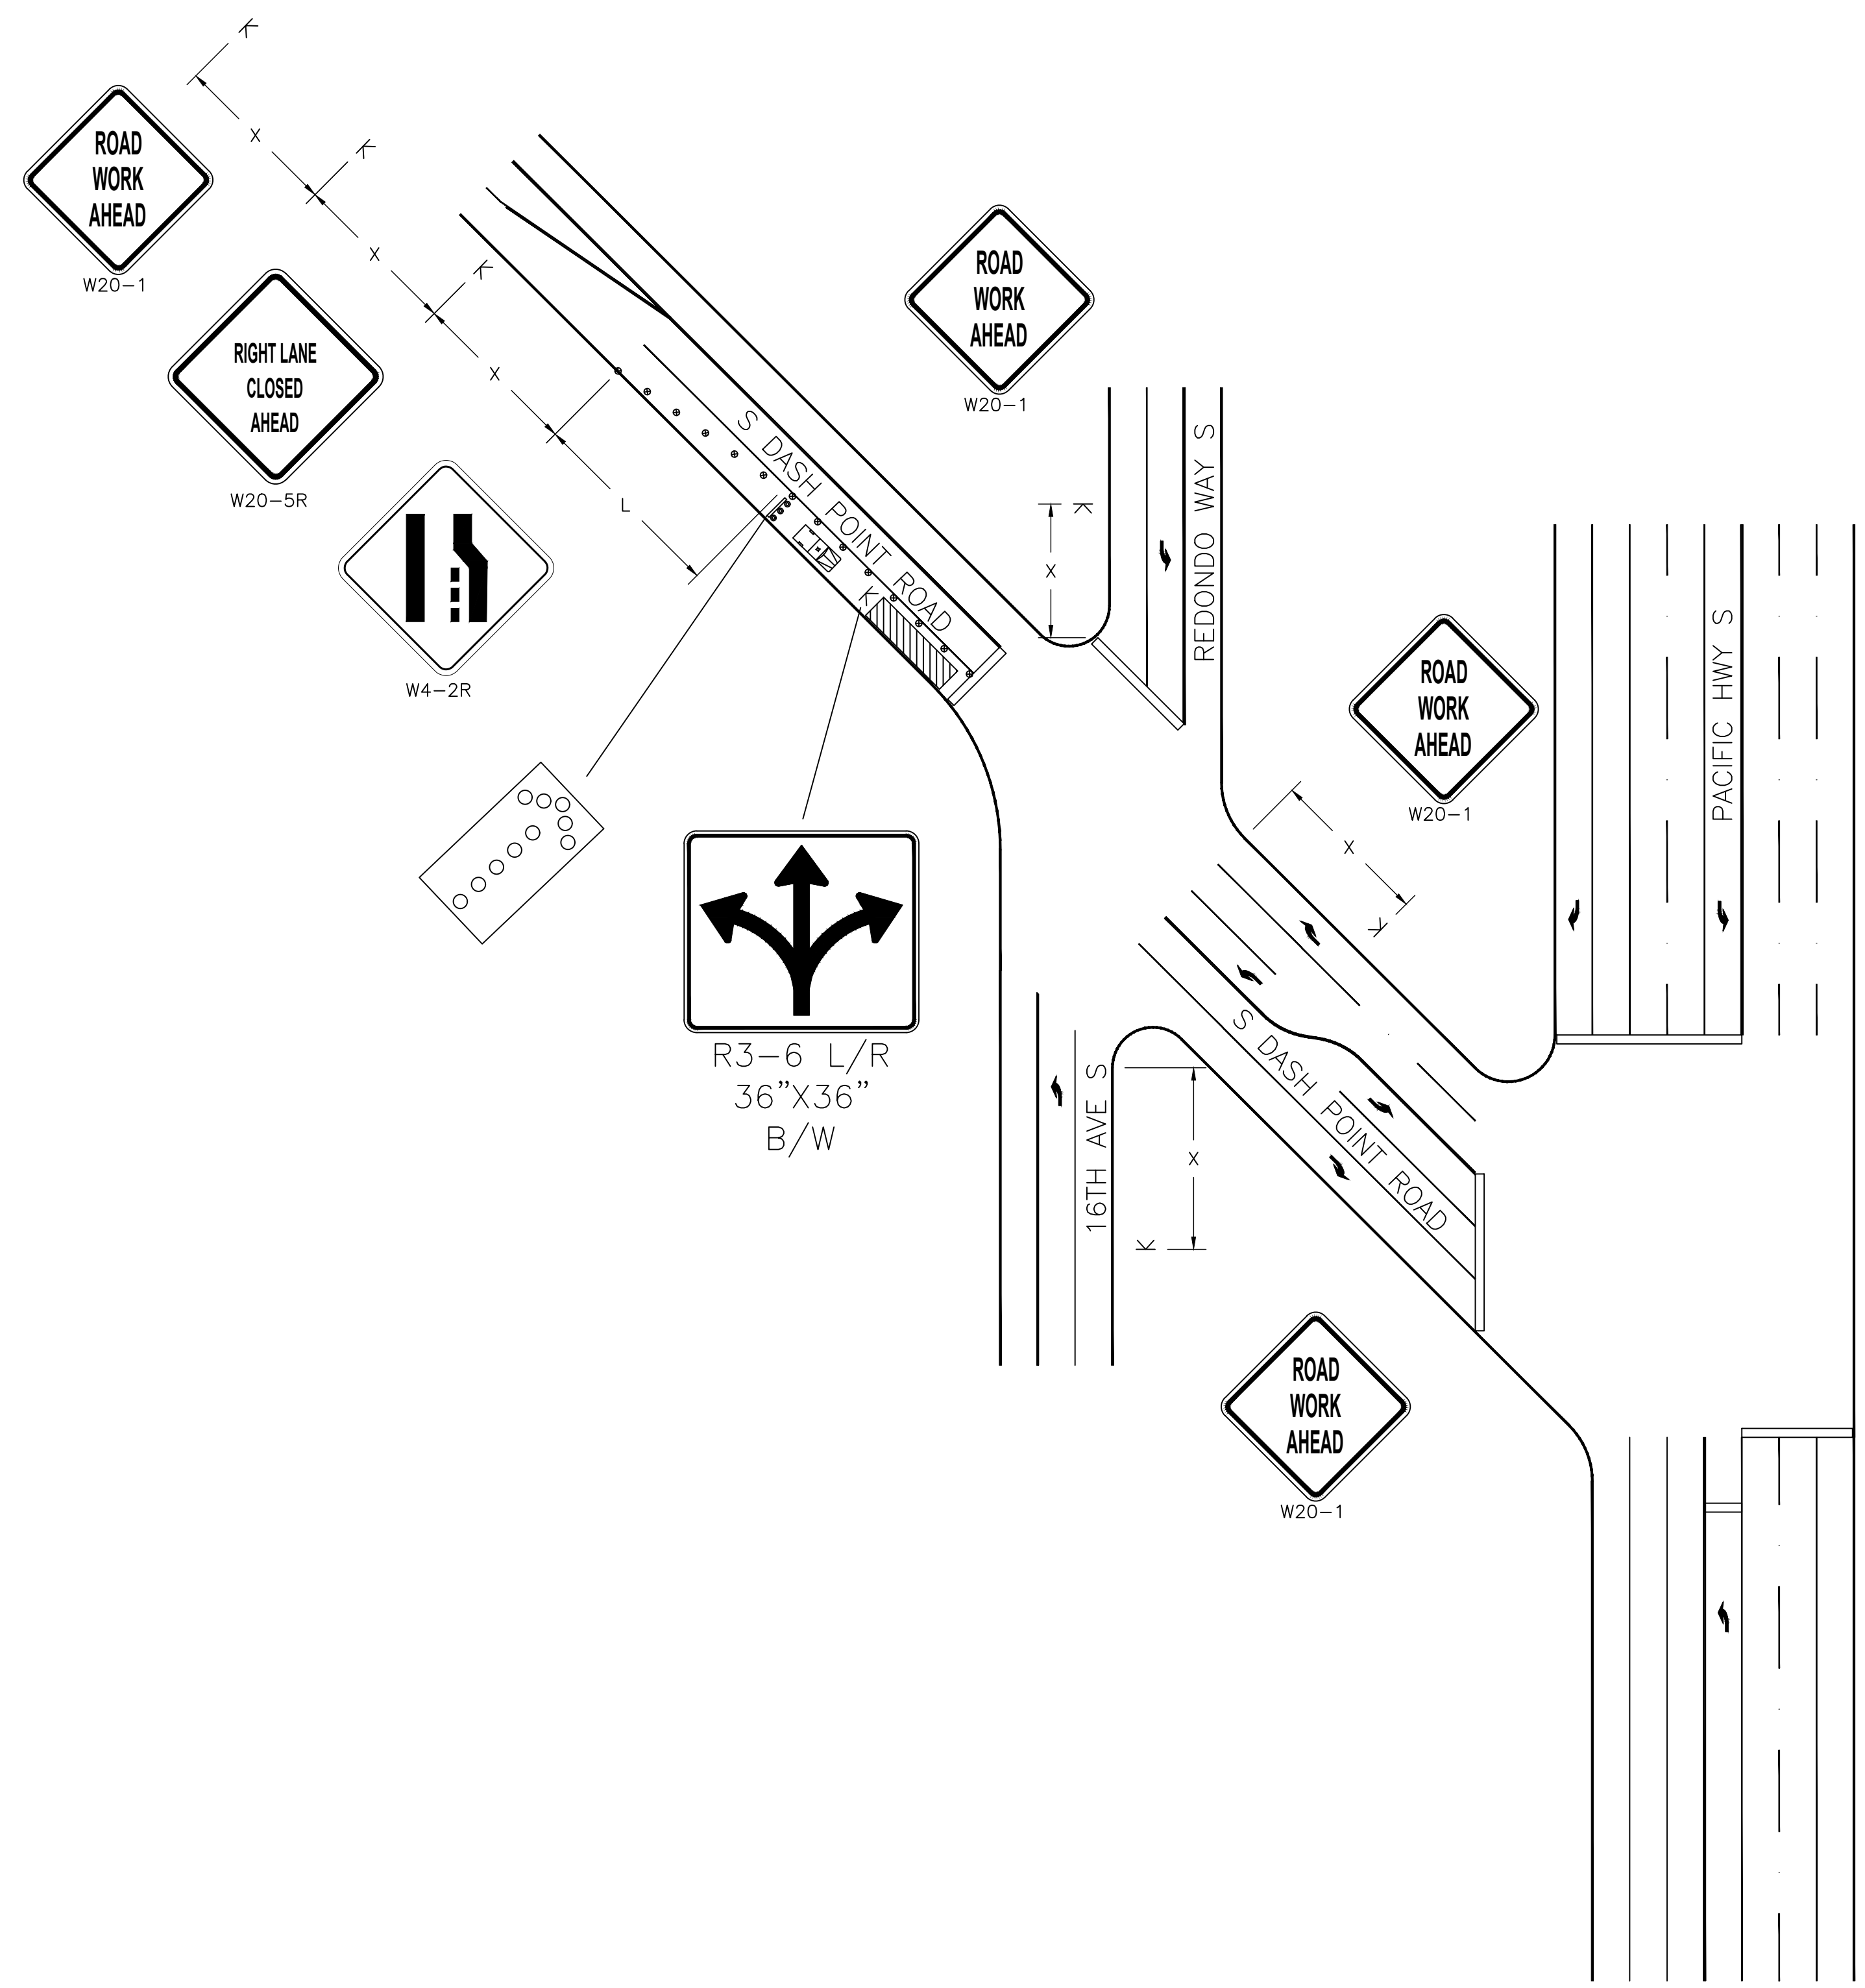 ROAD
WORK
AHEAD
W20-1
X
X
X
L
RIGHT LANE
CLOSED
AHEAD
W20-5R
W4-2R
ROAD
WORK
AHEAD
W20-1
S DASH POINT ROAD
REDONDO WAY S
X
ROAD
WORK
AHEAD
W20-1
PACIFIC HWY S
X
R3-6 L/R
36"X36"
B/W
16TH AVE S
X
S DASH POINT ROAD
ROAD
WORK
AHEAD
W20-1